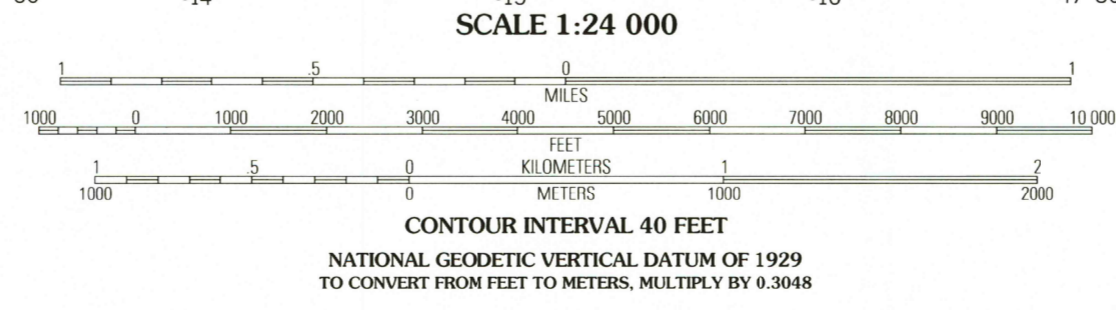 SCALE 1:24 000
1 .5 0 1
MILES
1000 0 1000 2000 3000 4000 5000 6000 7000 8000 9000 10 000
FEET
1 .5 0 KILOMETERS 1 2
1000 0 METERS 1000 2000
CONTOUR INTERVAL 40 FEET
NATIONAL GEODETIC VERTICAL DATUM OF 1929
TO CONVERT FROM FEET TO METERS, MULTIPLY BY 0.3048